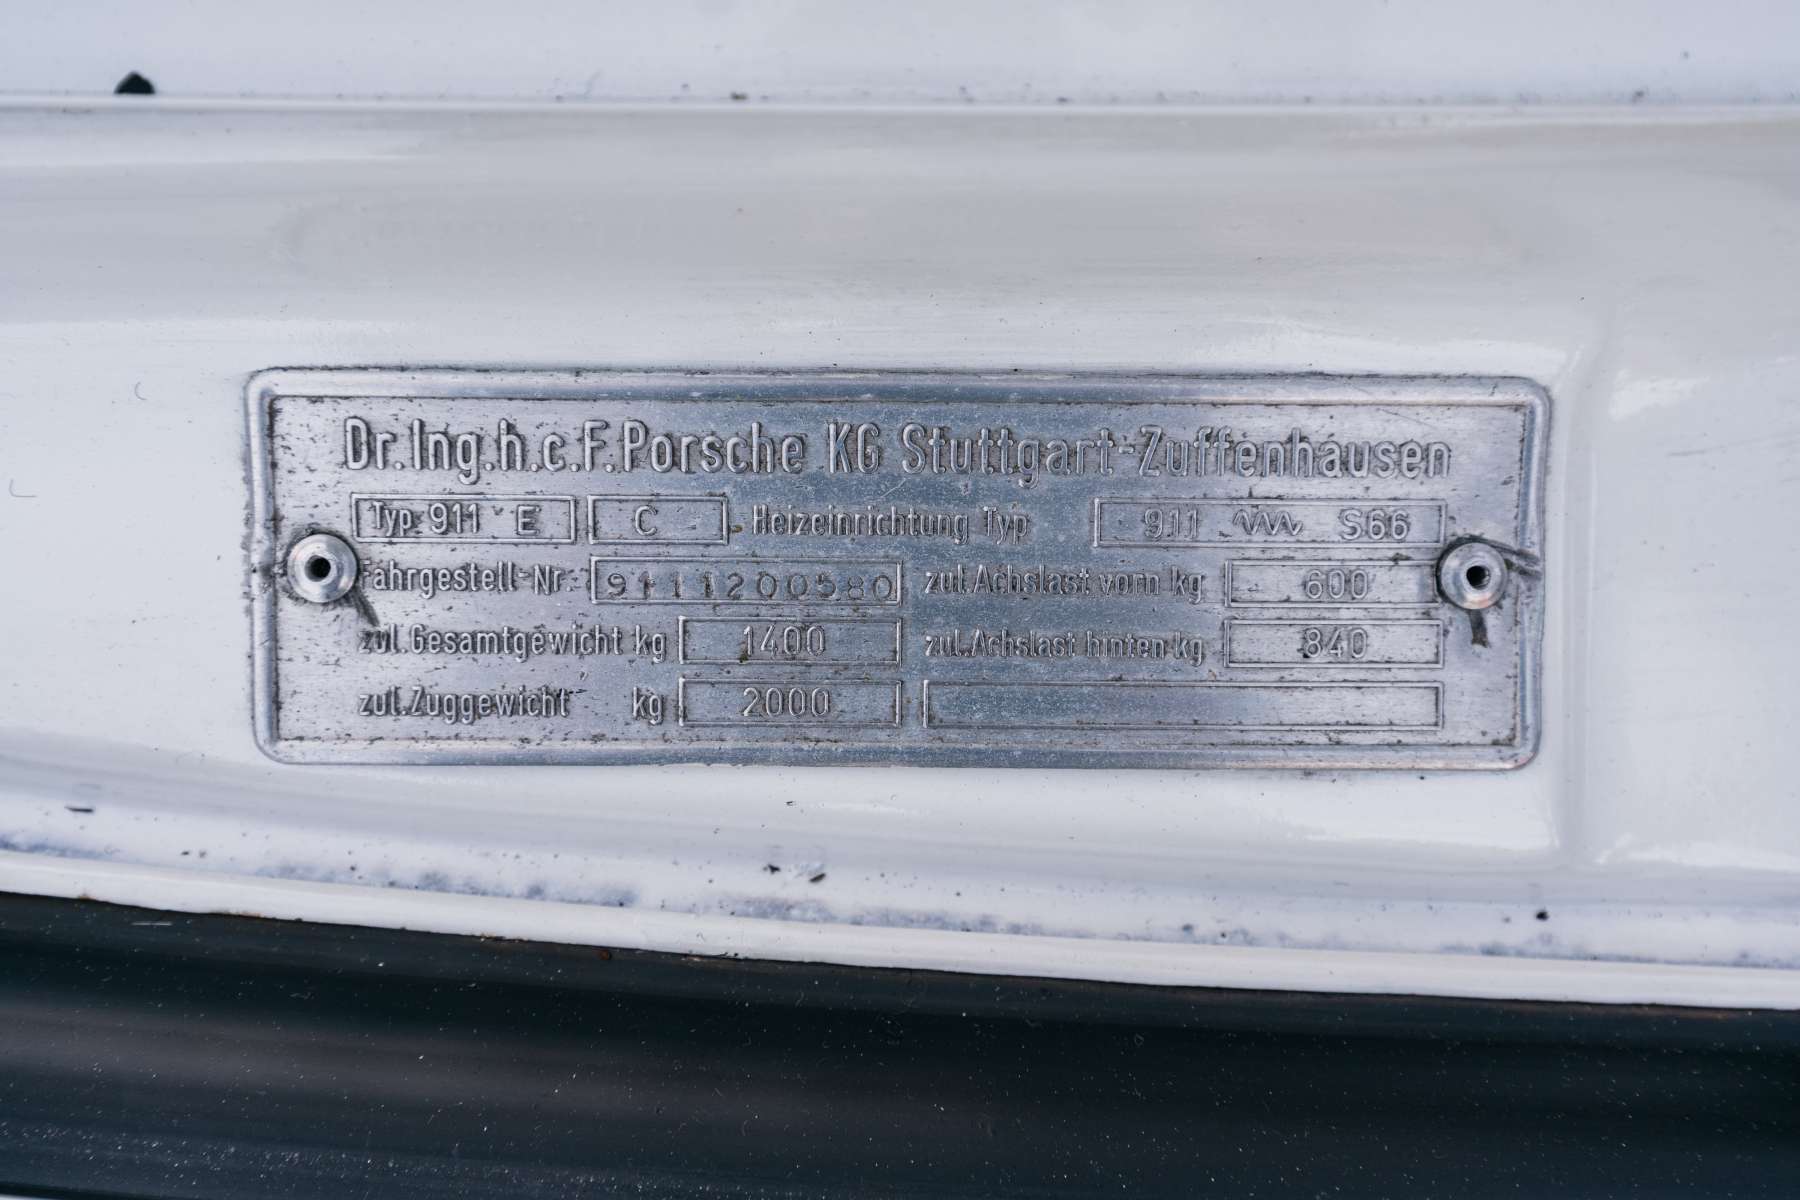 Dr.Ing.h.c.F.Porsche KG Stuttgart-Zuffenhausen
Typ 911 E C Heizeinrichtung Typ 911 S66
Fahrgestell-Nr. 9111200580 zul.Achslast vorn kg 600
zul.Gesamtgewicht kg 1400 zul.Achslast hinten kg 840
zul.Zuggewicht kg 2000